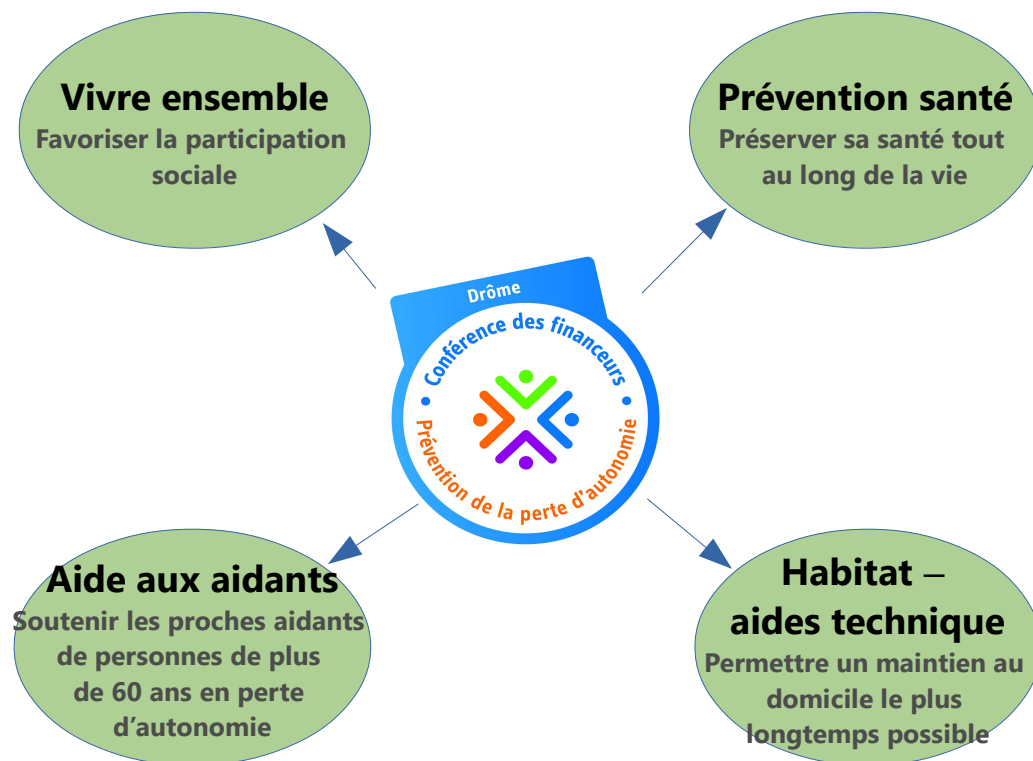 Vivre ensemble
Favoriser la participation
sociale
Prévention santé
Préserver sa santé tout
au long de la vie
Drôme
• Conférence des financeurs •
Prévention de la perte d'autonomie
Aide aux aidants
Soutenir les proches aidants
de personnes de plus
de 60 ans en perte
d’autonomie
Habitat –
aides technique
Permettre un maintien au
domicile le plus
longtemps possible